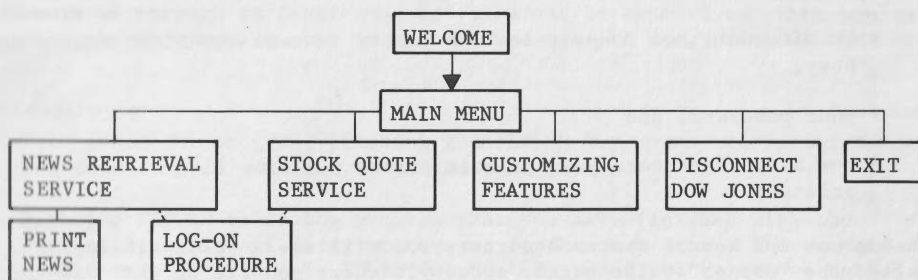 WELCOME
MAIN MENU
NEWS RETRIEVAL
SERVICE
STOCK QUOTE
SERVICE
CUSTOMIZING
FEATURES
DISCONNECT
DOW JONES
EXIT
PRINT
NEWS
LOG-ON
PROCEDURE